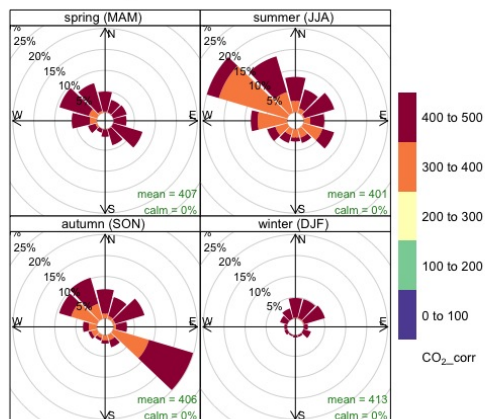 spring (MAM)
summer (JJA)
%
N
25%
20%
15%
10%
5%
W
E
mean = 407
calm = 0%
S
%
N
25%
20%
15%
10%
5%
W
E
mean = 401
calm = 0%
S
autumn (SON)
winter (DJF)
N
25%
20%
15%
10%
5%
W
E
mean = 406
calm = 0%
S
N
25%
20%
15%
10%
5%
W
E
mean = 413
calm = 0%
S
400 to 500
300 to 400
200 to 300
100 to 200
0 to 100
CO₂_corr